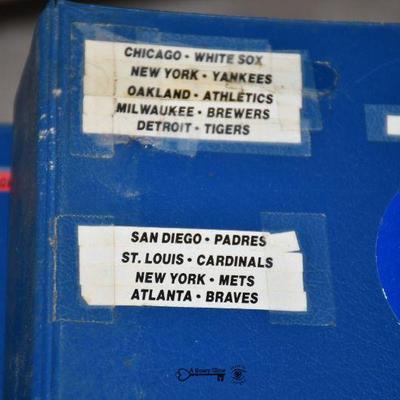 CHICAGO • WHITE SOX
NEW YORK • YANKEES
OAKLAND • ATHLETICS
MILWAUKEE • BREWERS
DETROIT • TIGERS
SAN DIEGO • PADRES
ST. LOUIS • CARDINALS
NEW YORK • METS
ATLANTA • BRAVES